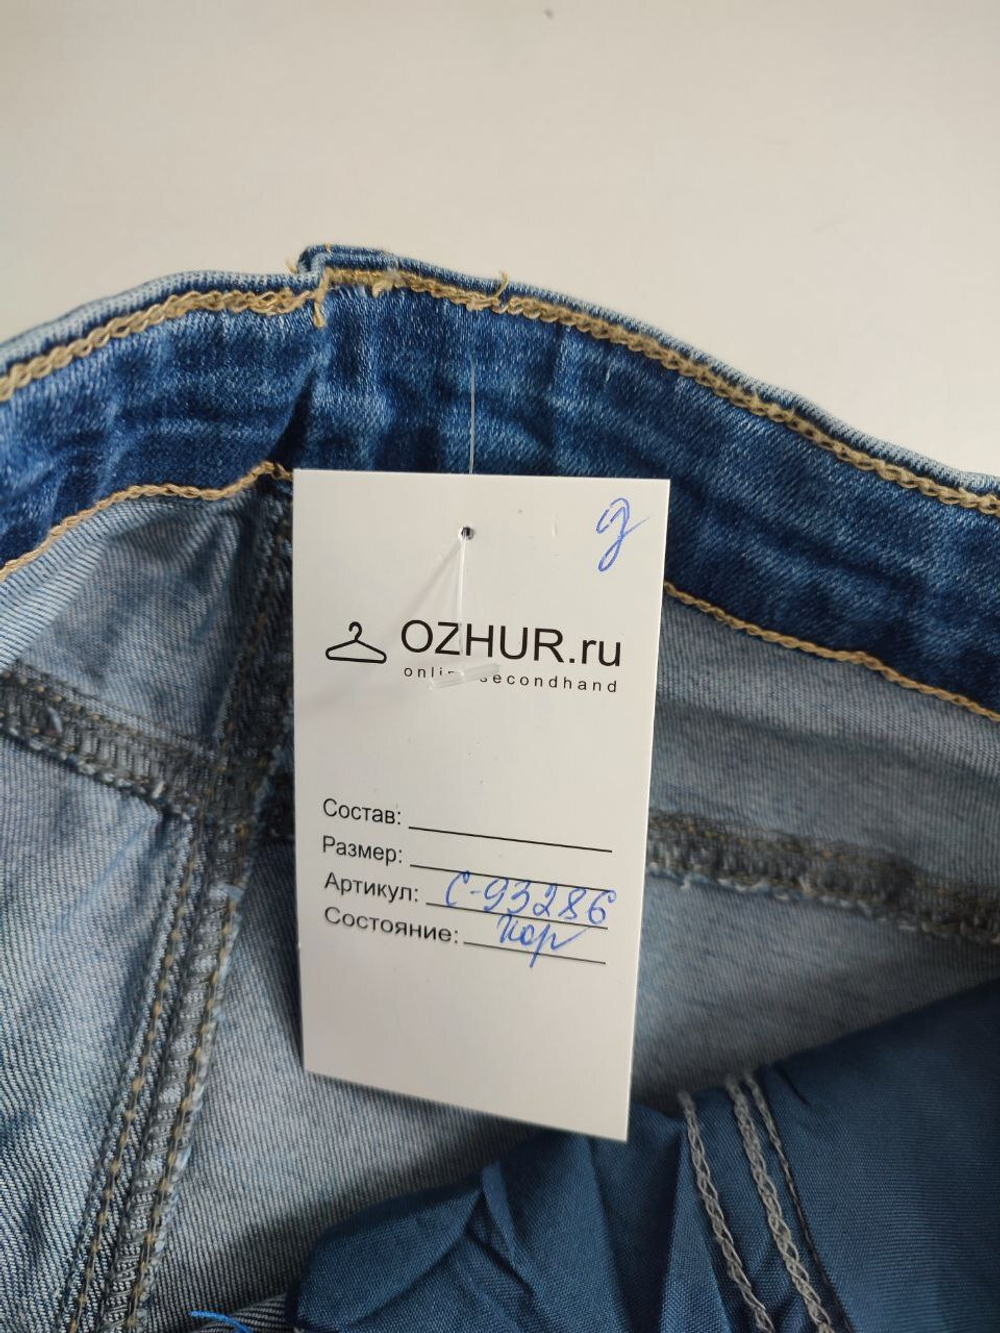 д
OZHUR.ru
online secondhand
Состав:
Размер:
Артикул: С-93286
Состояние: хор